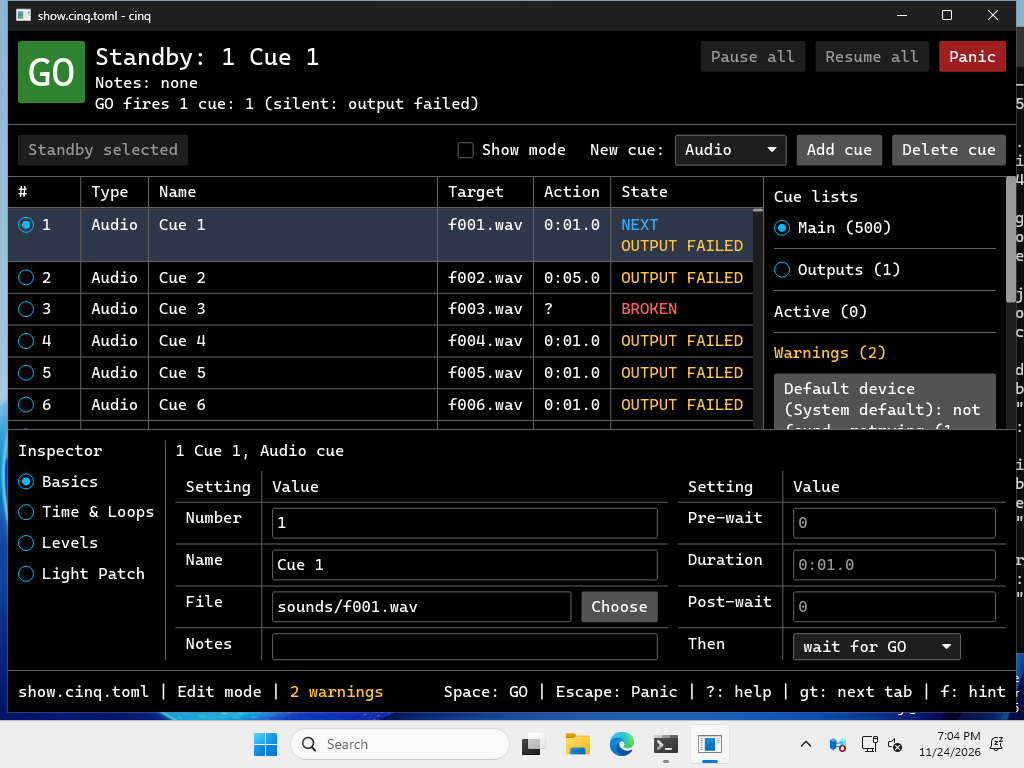 show.cinq.toml - cinq
GO
Standby: 1 Cue 1
Notes: none
GO fires 1 cue: 1 (silent: output failed)
Pause all
Resume all
Panic
Standby selected
Show mode
New cue:
Audio
Add cue
Delete cue
# Type Name Target Action State
1 Audio Cue 1 f001.wav 0:01.0 NEXT
OUTPUT FAILED
2 Audio Cue 2 f002.wav 0:05.0 OUTPUT FAILED
3 Audio Cue 3 f003.wav ? BROKEN
4 Audio Cue 4 f004.wav 0:01.0 OUTPUT FAILED
5 Audio Cue 5 f005.wav 0:01.0 OUTPUT FAILED
6 Audio Cue 6 f006.wav 0:01.0 OUTPUT FAILED
Cue lists
Main (500)
Outputs (1)
Active (0)
Warnings (2)
Default device
(System default): not
Inspector
Basics
Time & Loops
Levels
Light Patch
1 Cue 1, Audio cue
Setting Value
Number 1
Name Cue 1
File sounds/f001.wav Choose
Notes
Setting Value
Pre-wait 0
Duration 0:01.0
Post-wait 0
Then wait for GO
show.cinq.toml | Edit mode | 2 warnings
Space: GO | Escape: Panic | ?: help | gt: next tab | f: hint
Search
7:04 PM
11/24/2026